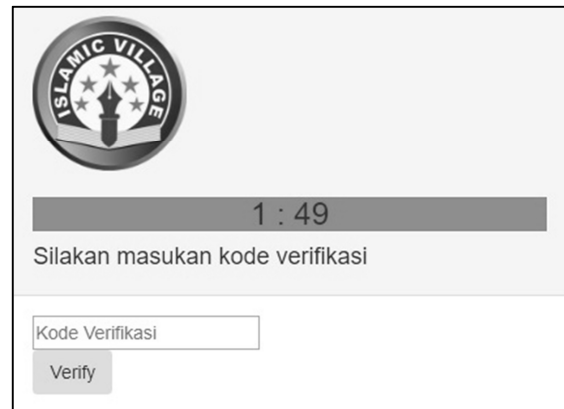 ISLAMIC VILLAGE
1 : 49
Silakan masukan kode verifikasi
Kode Verifikasi
Verify